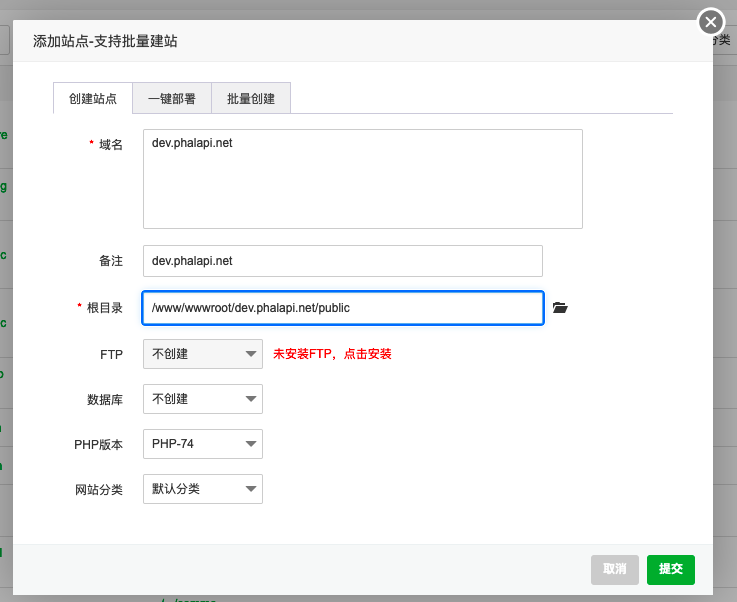 添加站点-支持批量建站
分类
创建站点 一键部署 批量创建
* 域名 dev.phalapi.net
备注 dev.phalapi.net
* 根目录 /www/wwwroot/dev.phalapi.net/public
FTP 不创建 未安装FTP，点击安装
数据库 不创建
PHP版本 PHP-74
网站分类 默认分类
取消 提交